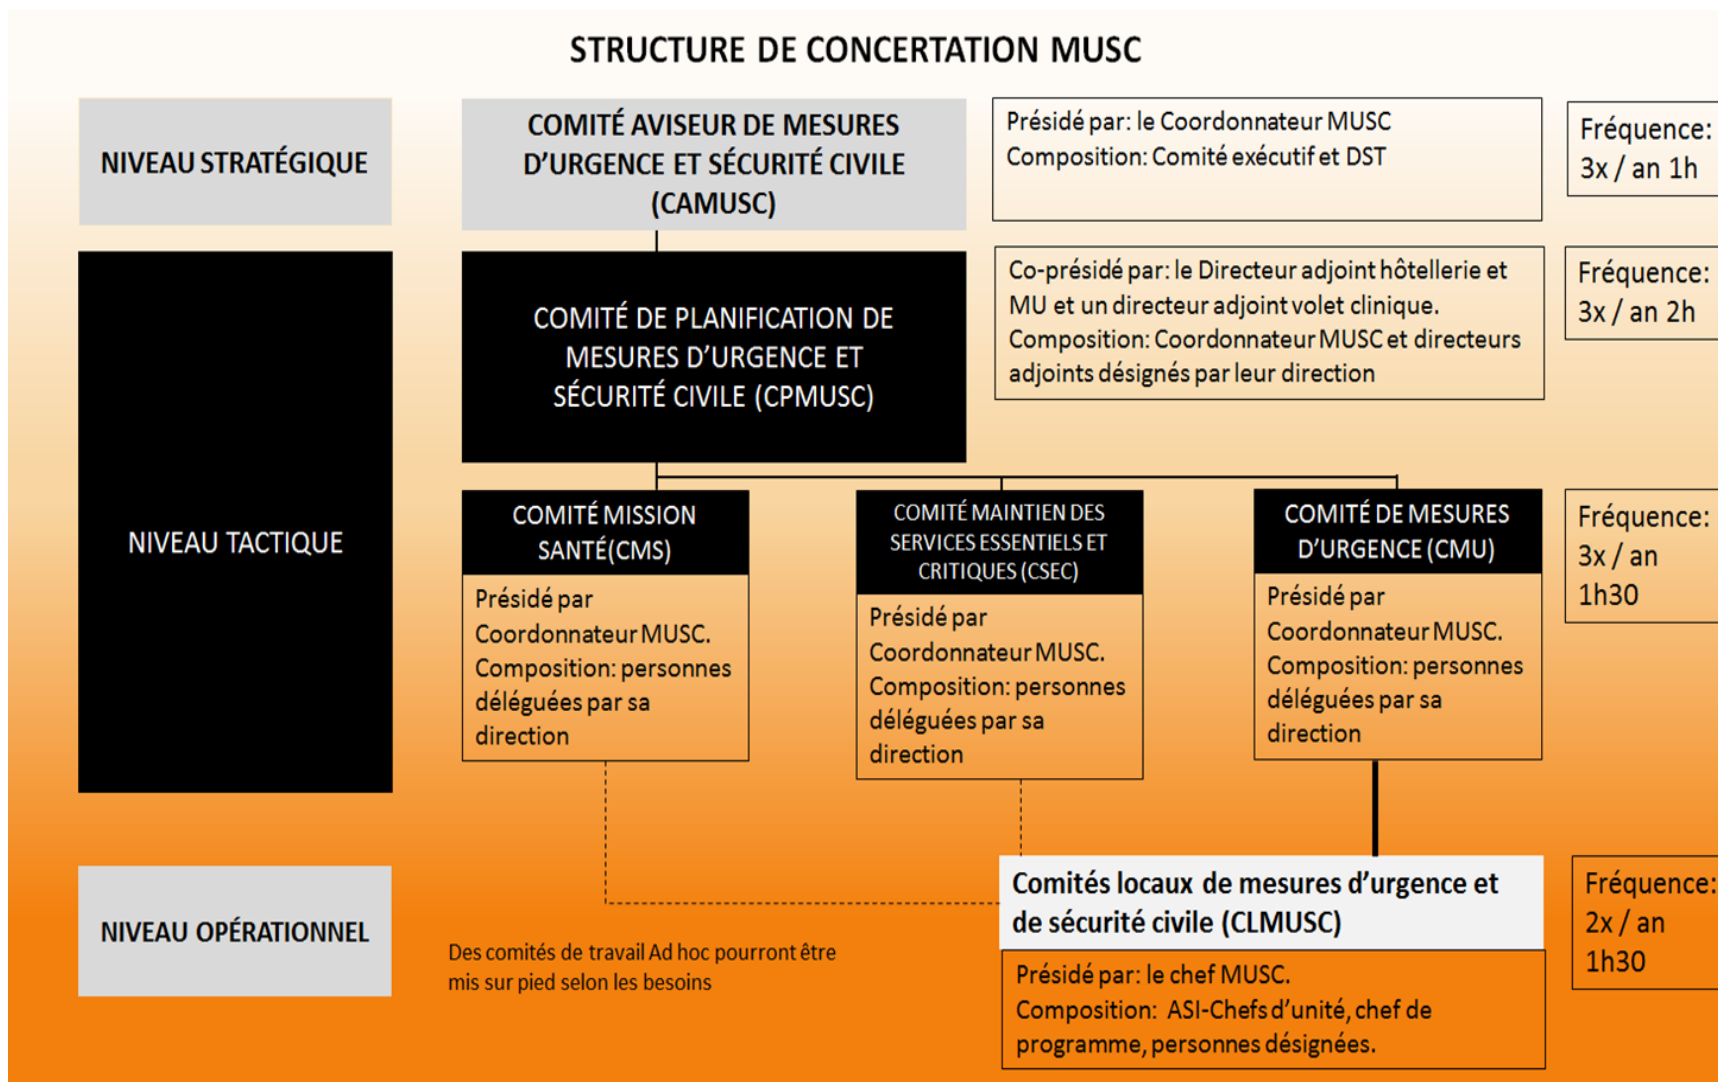 STRUCTURE DE CONCERTATION MUSC
NIVEAU STRATÉGIQUE
COMITÉ AVISEUR DE MESURES
D'URGENCE ET SÉCURITÉ CIVILE
(CAMUSC)
Présidé par: le Coordonnateur MUSC
Composition: Comité exécutif et DST
Fréquence:
3x / an 1h
NIVEAU TACTIQUE
COMITÉ DE PLANIFICATION DE
MESURES D'URGENCE ET
SÉCURITÉ CIVILE (CPMUSC)
Co-présidé par: le Directeur adjoint hôtellerie et
MU et un directeur adjoint volet clinique.
Composition: Coordonnateur MUSC et directeurs
adjoints désignés par leur direction
Fréquence:
3x / an 2h
COMITÉ MISSION
SANTÉ(CMS)
Présidé par
Coordonnateur MUSC.
Composition: personnes
déléguées par sa
direction
COMITÉ MAINTIEN DES
SERVICES ESSENTIELS ET
CRITIQUES (CSEC)
Présidé par
Coordonnateur MUSC.
Composition: personnes
déléguées par sa
direction
COMITÉ DE MESURES
D'URGENCE (CMU)
Présidé par
Coordonnateur MUSC.
Composition: personnes
déléguées par sa
direction
Fréquence:
3x / an
1h30
NIVEAU OPÉRATIONNEL
Des comités de travail Ad hoc pourront être
mis sur pied selon les besoins
Comités locaux de mesures d'urgence et
de sécurité civile (CLMUSC)
Présidé par: le chef MUSC.
Composition: ASI-Chefs d'unité, chef de
programme, personnes désignées.
Fréquence:
2x / an
1h30